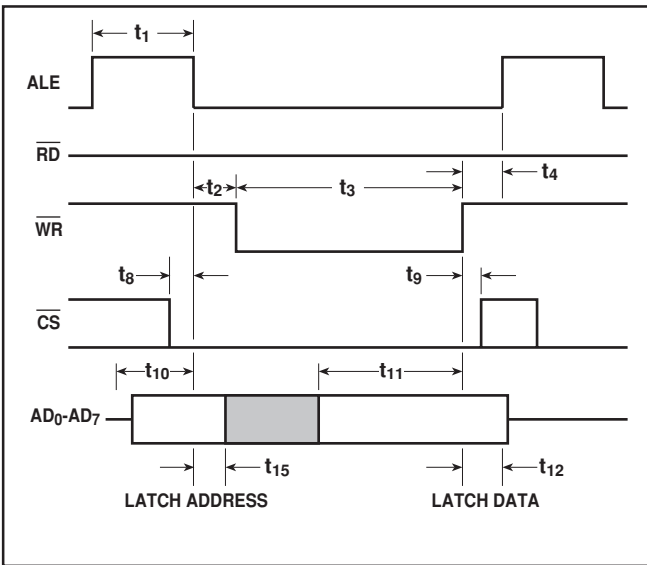 t1
ALE
RD
t2 t3 t4
WR
t8 t9
CS
t10 t11
AD0-AD7
t15 t12
LATCH ADDRESS LATCH DATA